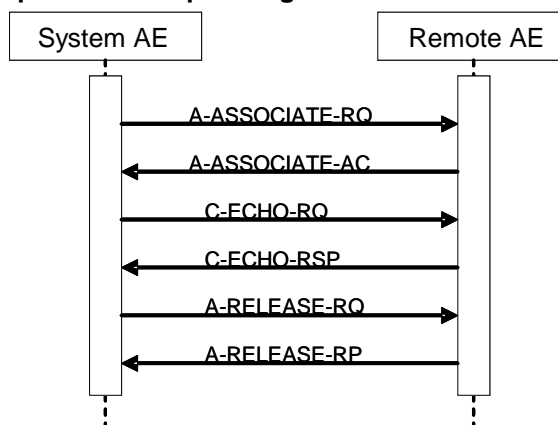 System AE
Remote AE
A-ASSOCIATE-RQ
A-ASSOCIATE-AC
C-ECHO-RQ
C-ECHO-RSP
A-RELEASE-RQ
A-RELEASE-RP